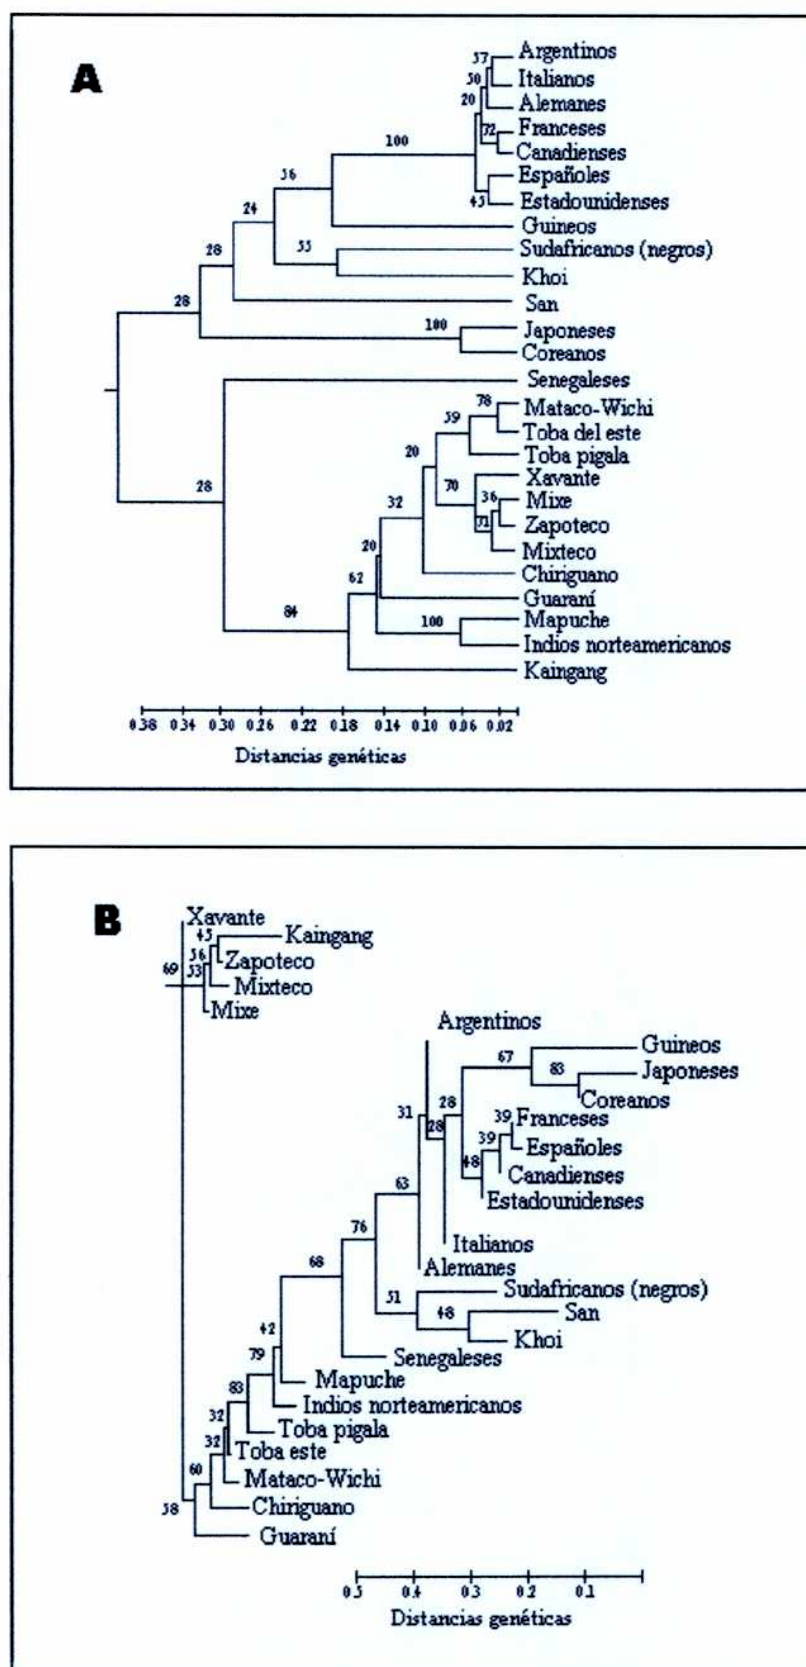 A
57
Argentinos
50
Italianos
20
Alemanes
72
Franceses
100
Canadienses
56
Españoles
45
Estadounidenses
24
Guineos
28
55
Sudafricanos (negros)
Khoi
28
San
100
Japoneses
Coreanos
Senegaleses
78
Mataco-Wichi
59
Toba del este
20
Toba pigala
28
70
Xavante
32
36
Mixe
31
Zapoteco
20
Mixteco
62
Chiriguano
Guaraní
84
100
Mapuche
Indios norteamericanos
Kaingang
0.38 0.34 0.30 0.26 0.22 0.18 0.14 0.10 0.06 0.02
Distancias genéticas
B
Xavante
45
Kaingang
56
Zapoteco
69
53
Mixteco
Mixe
Argentinos
67
Guineos
83
Japoneses
28
Coreanos
31
28
39
Franceses
39
Españoles
48
Canadienses
63
Estadounidenses
76
Italianos
68
Alemanes
51
Sudafricanos (negros)
48
San
42
Khoi
79
Senegaleses
83
Mapuche
Indios norteamericanos
32
Toba pigala
32
Toba este
60
Mataco-Wichi
58
Chiriguano
Guaraní
0.5 0.4 0.3 0.2 0.1
Distancias genéticas